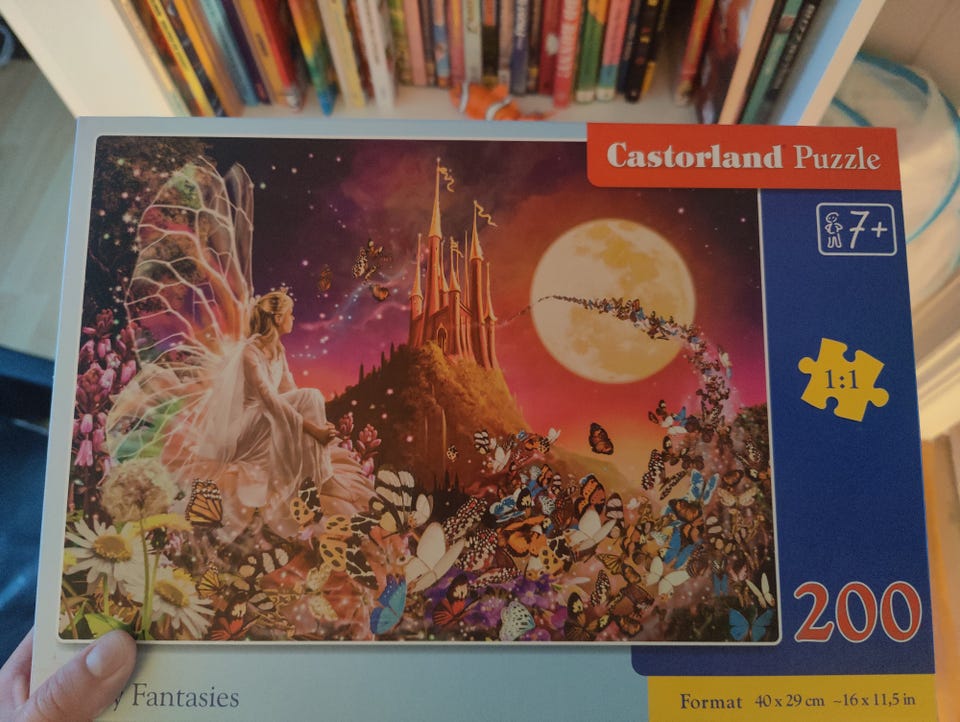 Castorland Puzzle
7+
1:1
200
Fantasies
Format 40 x 29 cm ~16 x 11,5 in